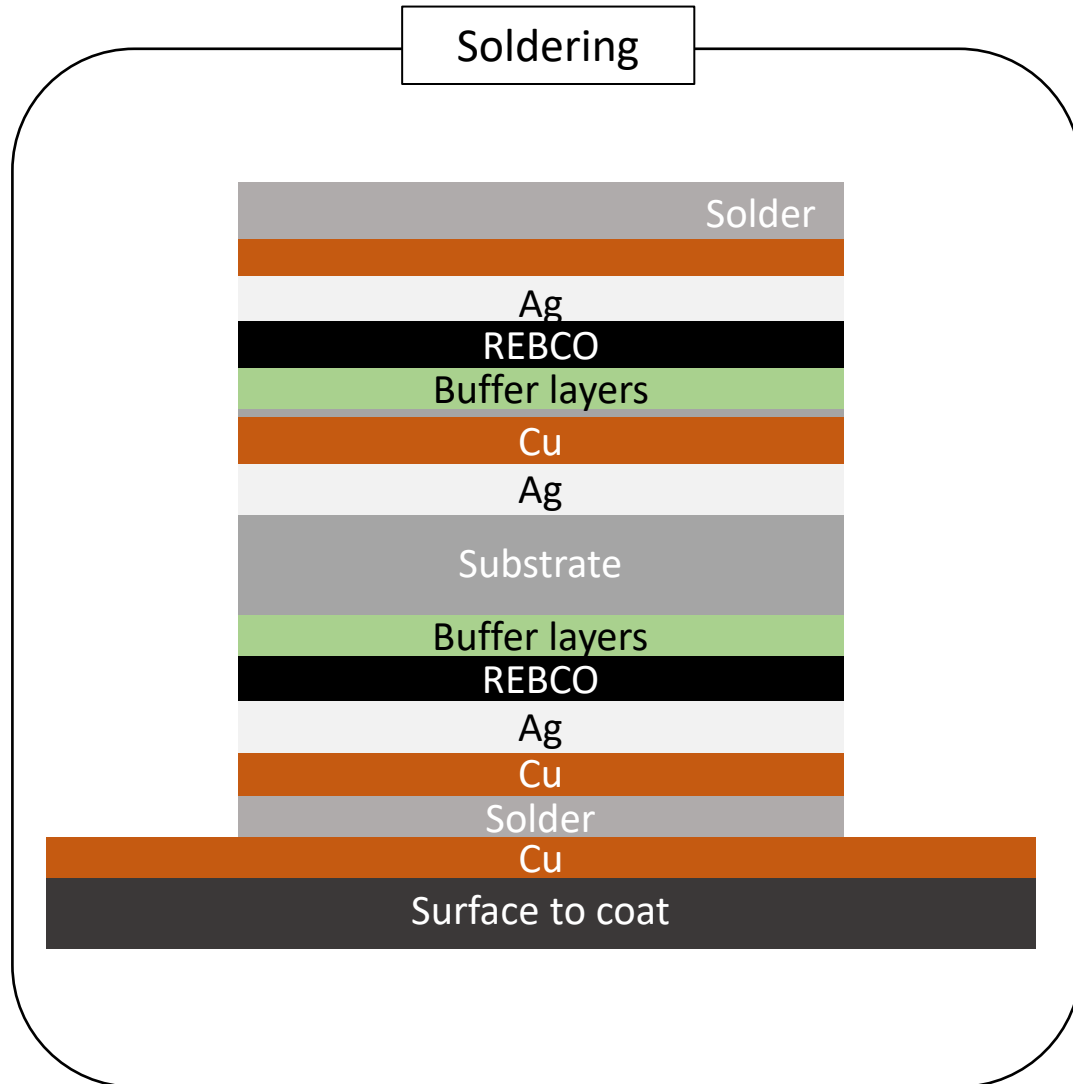 Soldering
Solder
Ag
REBCO
Buffer layers
Cu
Ag
Substrate
Buffer layers
REBCO
Ag
Cu
Solder
Cu
Surface to coat